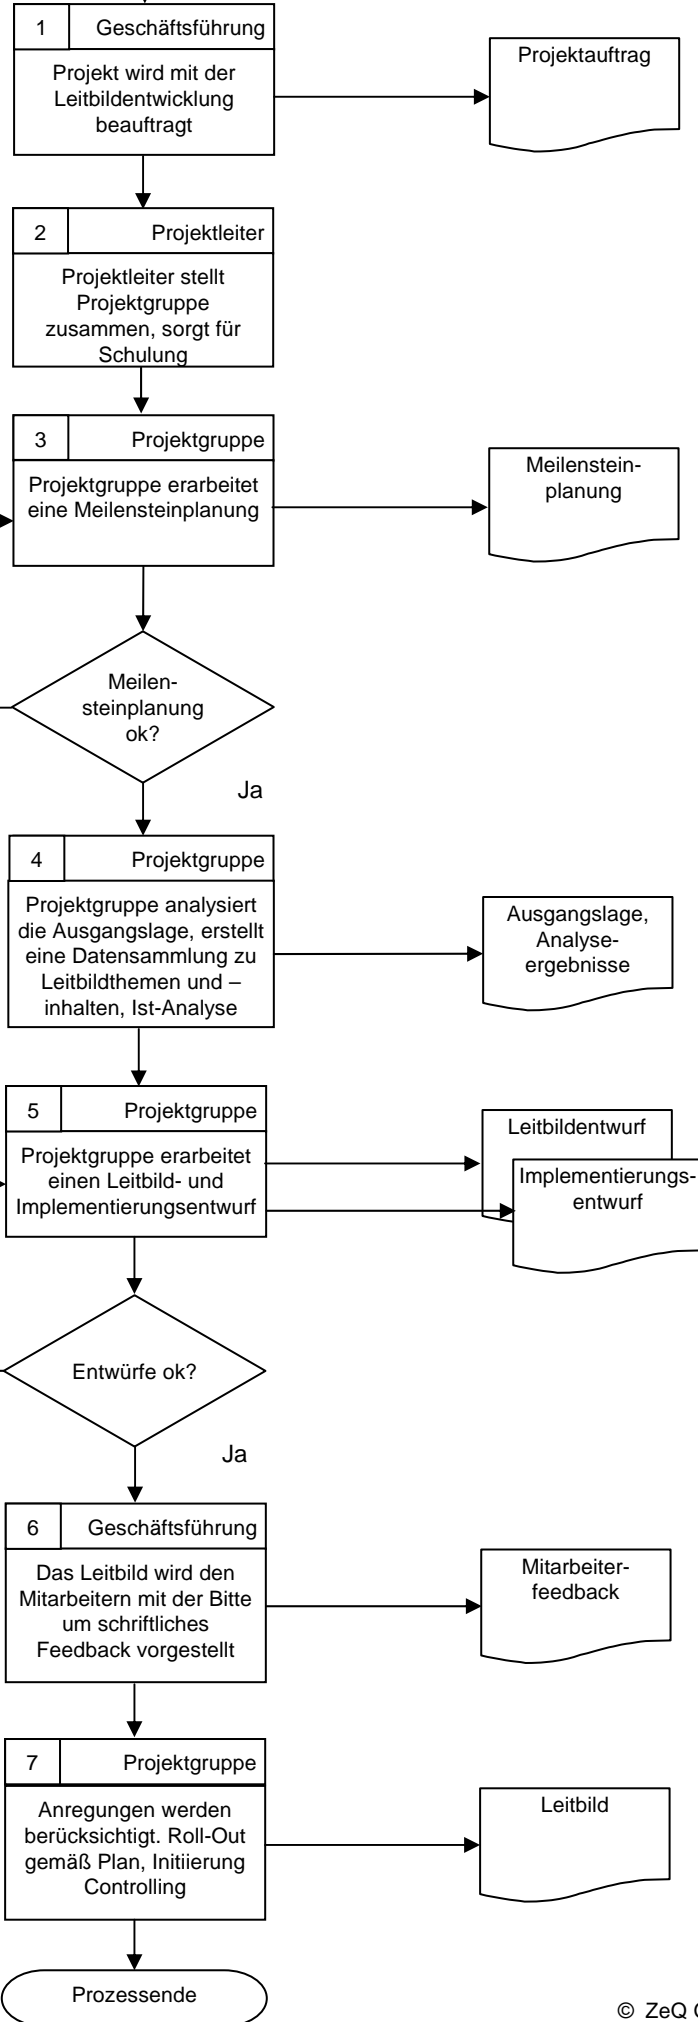 1 Geschäftsführung
Projekt wird mit der
Leitbildentwicklung
beauftragt
Projektauftrag
2 Projektleiter
Projektleiter stellt
Projektgruppe
zusammen, sorgt für
Schulung
3 Projektgruppe
Projektgruppe erarbeitet
eine Meilensteinplanung
Meilenstein-
planung
Meilen-
steinplanung
ok?
Ja
4 Projektgruppe
Projektgruppe analysiert
die Ausgangslage, erstellt
eine Datensammlung zu
Leitbildthemen und –
inhalten, Ist-Analyse
Ausgangslage,
Analyse-
ergebnisse
5 Projektgruppe
Projektgruppe erarbeitet
einen Leitbild- und
Implementierungsentwurf
Leitbildentwurf
Implementierungs-
entwurf
Entwürfe ok?
Ja
6 Geschäftsführung
Das Leitbild wird den
Mitarbeitern mit der Bitte
um schriftliches
Feedback vorgestellt
Mitarbeiter-
feedback
7 Projektgruppe
Anregungen werden
berücksichtigt. Roll-Out
gemäß Plan, Initiierung
Controlling
Leitbild
Prozessende
© ZeQ